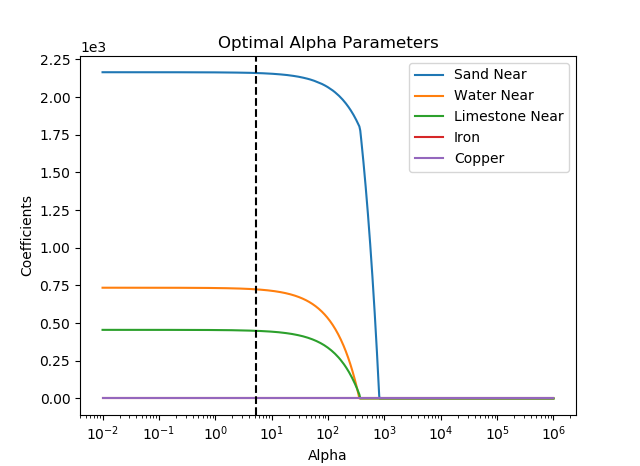 Optimal Alpha Parameters
1e3
2.25
2.00
1.75
1.50
1.25
1.00
0.75
0.50
0.25
0.00
Coefficients
Sand Near
Water Near
Limestone Near
Iron
Copper
10⁻² 10⁻¹ 10⁰ 10¹ 10² 10³ 10⁴ 10⁵ 10⁶
Alpha